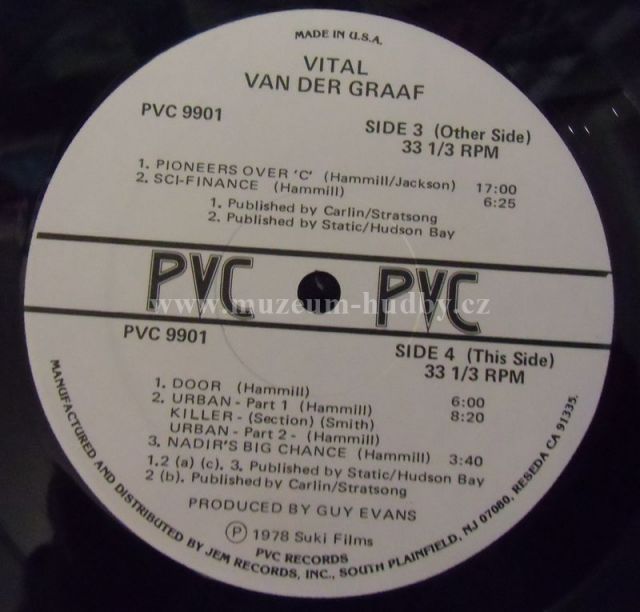 MADE IN U.S.A.
VITAL
VAN DER GRAAF
PVC 9901
SIDE 3 (Other Side)
33 1/3 RPM
1. PIONEERS OVER 'C' (Hammill/Jackson) 17:00
2. SCI-FINANCE (Hammill) 6:25
1. Published by Carlin/Stratsong
2. Published by Static/Hudson Bay
PVC PVC
www.muzeum-hudby.cz
PVC 9901
SIDE 4 (This Side)
33 1/3 RPM
1. DOOR (Hammill) 6:00
2. URBAN - Part 1 (Hammill) 8:20
KILLER - (Section) (Smith)
URBAN - Part 2 - (Hammill)
3. NADIR'S BIG CHANCE (Hammill) 3:40
1.2 (a) (c). 3. Published by Static/Hudson Bay
2 (b). Published by Carlin/Stratsong
PRODUCED BY GUY EVANS
Ⓟ 1978 Suki Films
PVC RECORDS
MANUFACTURED AND DISTRIBUTED BY JEM RECORDS, INC., SOUTH PLAINFIELD, NJ 07080, RESEDA CA 91335.